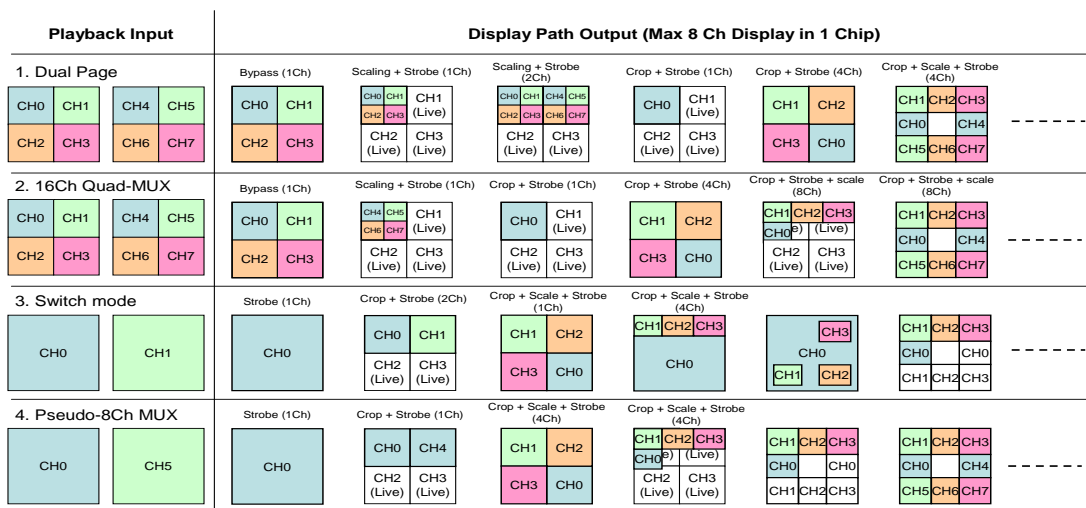 Playback Input
Display Path Output (Max 8 Ch Display in 1 Chip)
1. Dual Page
CH0 CH1 CH4 CH5
CH2 CH3 CH6 CH7
Bypass (1Ch)
CH0 CH1
CH2 CH3
Scaling + Strobe (1Ch)
CH0 CH1 CH1
CH2 CH3 (Live)
CH2 CH3
(Live) (Live)
Scaling + Strobe
(2Ch)
CH0 CH1 CH4 CH5
CH2 CH3 CH6 CH7
CH2 CH3
(Live) (Live)
Crop + Strobe (1Ch)
CH0 CH1
(Live)
CH2 CH3
(Live) (Live)
Crop + Strobe (4Ch)
CH1 CH2
CH3 CH0
Crop + Scale + Strobe
(4Ch)
CH1 CH2 CH3
CH0 CH4
CH5 CH6 CH7
2. 16Ch Quad-MUX
CH0 CH1 CH4 CH5
CH2 CH3 CH6 CH7
Bypass (1Ch)
CH0 CH1
CH2 CH3
Scaling + Strobe (1Ch)
CH4 CH5 CH1
CH6 CH7 (Live)
CH2 CH3
(Live) (Live)
Crop + Strobe (1Ch)
CH0 CH1
(Live)
CH2 CH3
(Live) (Live)
Crop + Strobe (4Ch)
CH1 CH2
CH3 CH0
Crop + Strobe + scale
(8Ch)
CH1 CH2 CH3
CH0 e) (Live)
CH2 CH3
(Live) (Live)
Crop + Strobe + scale
(8Ch)
CH1 CH2 CH3
CH0 CH4
CH5 CH6 CH7
3. Switch mode
CH0 CH1
Strobe (1Ch)
CH0
Crop + Strobe (2Ch)
CH0 CH1
CH2 CH3
(Live) (Live)
Crop + Scale + Strobe
(1Ch)
CH1 CH2
CH3 CH0
Crop + Scale + Strobe
(4Ch)
CH1 CH2 CH3
CH0
CH3
CH0
CH1 CH2
CH1 CH2 CH3
CH0 CH0
CH1 CH2 CH3
4. Pseudo-8Ch MUX
CH0 CH5
Strobe (1Ch)
CH0
Crop + Strobe (1Ch)
CH0 CH4
CH2 CH3
(Live) (Live)
Crop + Scale + Strobe
(4Ch)
CH1 CH2
CH3 CH0
Crop + Scale + Strobe
(4Ch)
CH1 CH2 CH3
CH0 e) (Live)
CH2 CH3
(Live) (Live)
CH1 CH2 CH3
CH0 CH0
CH1 CH2 CH3
CH1 CH2 CH3
CH0 CH4
CH5 CH6 CH7